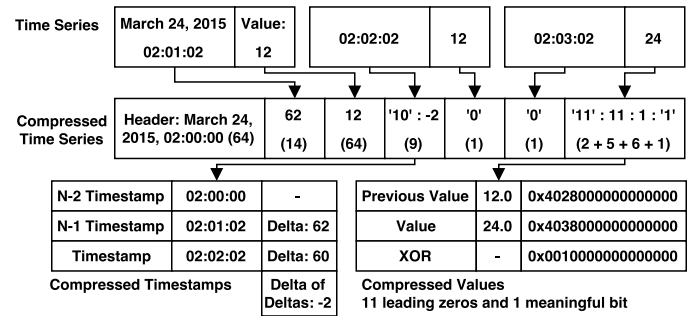 Time Series
March 24, 2015
02:01:02
Value:
12
02:02:02
12
02:03:02
24
Compressed
Time Series
Header: March 24,
2015, 02:00:00 (64)
62
(14)
12
(64)
'10' : -2
(9)
'0'
(1)
'0'
(1)
'11' : 11 : 1 : '1'
(2 + 5 + 6 + 1)
N-2 Timestamp 02:00:00 -
N-1 Timestamp 02:01:02 Delta: 62
Timestamp 02:02:02 Delta: 60
Compressed Timestamps
Delta of
Deltas: -2
Previous Value 12.0 0x4028000000000000
Value 24.0 0x4038000000000000
XOR - 0x0010000000000000
Compressed Values
11 leading zeros and 1 meaningful bit